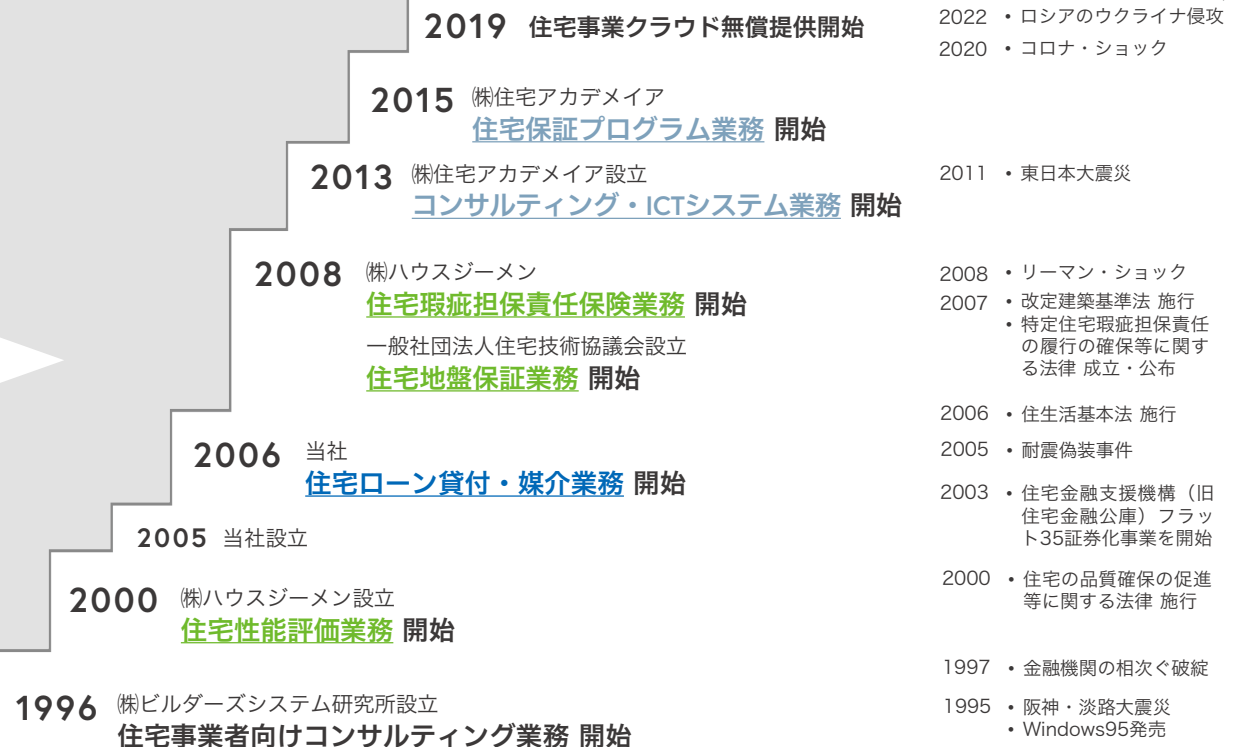 2019 住宅事業クラウド無償提供開始
2015 ㈱住宅アカデメイア
住宅保証プログラム業務 開始
2013 ㈱住宅アカデメイア設立
コンサルティング・ICTシステム業務 開始
2008 ㈱ハウスジーメン
住宅瑕疵担保責任保険業務 開始
一般社団法人住宅技術協議会設立
住宅地盤保証業務 開始
2006 当社
住宅ローン貸付・媒介業務 開始
2005 当社設立
2000 ㈱ハウスジーメン設立
住宅性能評価業務 開始
1996 ㈱ビルダーズシステム研究所設立
住宅事業者向けコンサルティング業務 開始
2022 • ロシアのウクライナ侵攻
2020 • コロナ・ショック
2011 • 東日本大震災
2008 • リーマン・ショック
2007 • 改定建築基準法 施行
• 特定住宅瑕疵担保責任
の履行の確保等に関す
る法律 成立・公布
2006 • 住生活基本法 施行
2005 • 耐震偽装事件
2003 • 住宅金融支援機構（旧
住宅金融公庫）フラッ
ト35証券化事業を開始
2000 • 住宅の品質確保の促進
等に関する法律 施行
1997 • 金融機関の相次ぐ破綻
1995 • 阪神・淡路大震災
• Windows95発売